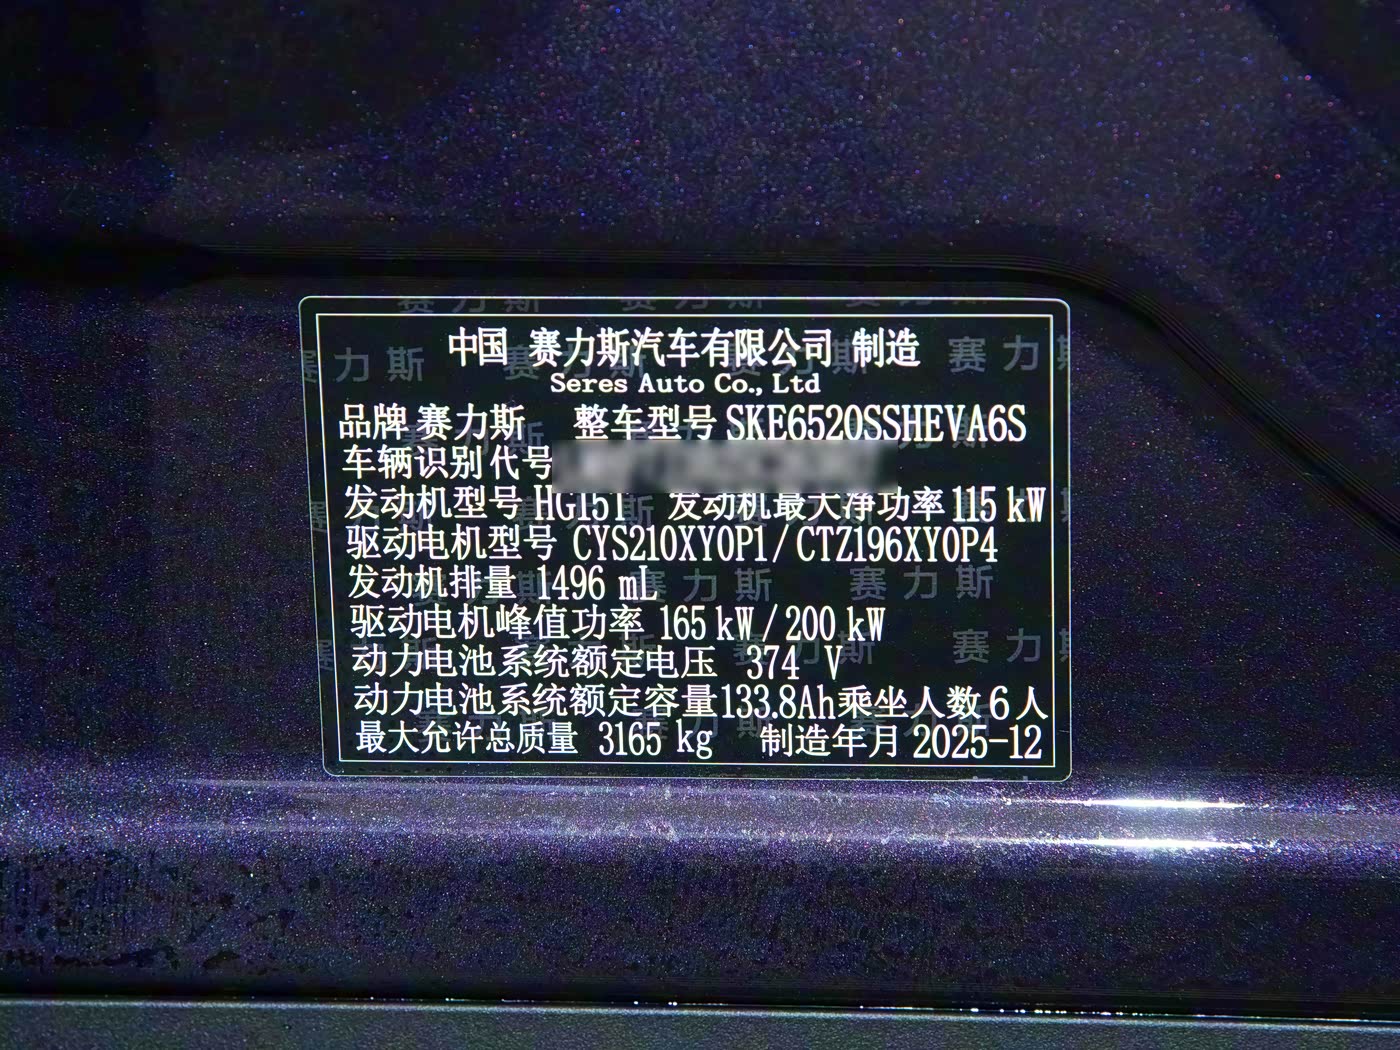 中国 赛力斯汽车有限公司 制造
Seres Auto Co., Ltd
品牌 赛力斯 整车型号 SKE6520SSHEVA6S
车辆识别代号
发动机型号 HG151 发动机最大净功率 115 kW
驱动电机型号 CYS210XY0P1 / CTZ196XY0P4
发动机排量 1496 mL
驱动电机峰值功率 165 kW / 200 kW
动力电池系统额定电压 374 V
动力电池系统额定容量 133.8Ah 乘坐人数 6 人
最大允许总质量 3165 kg 制造年月 2025-12